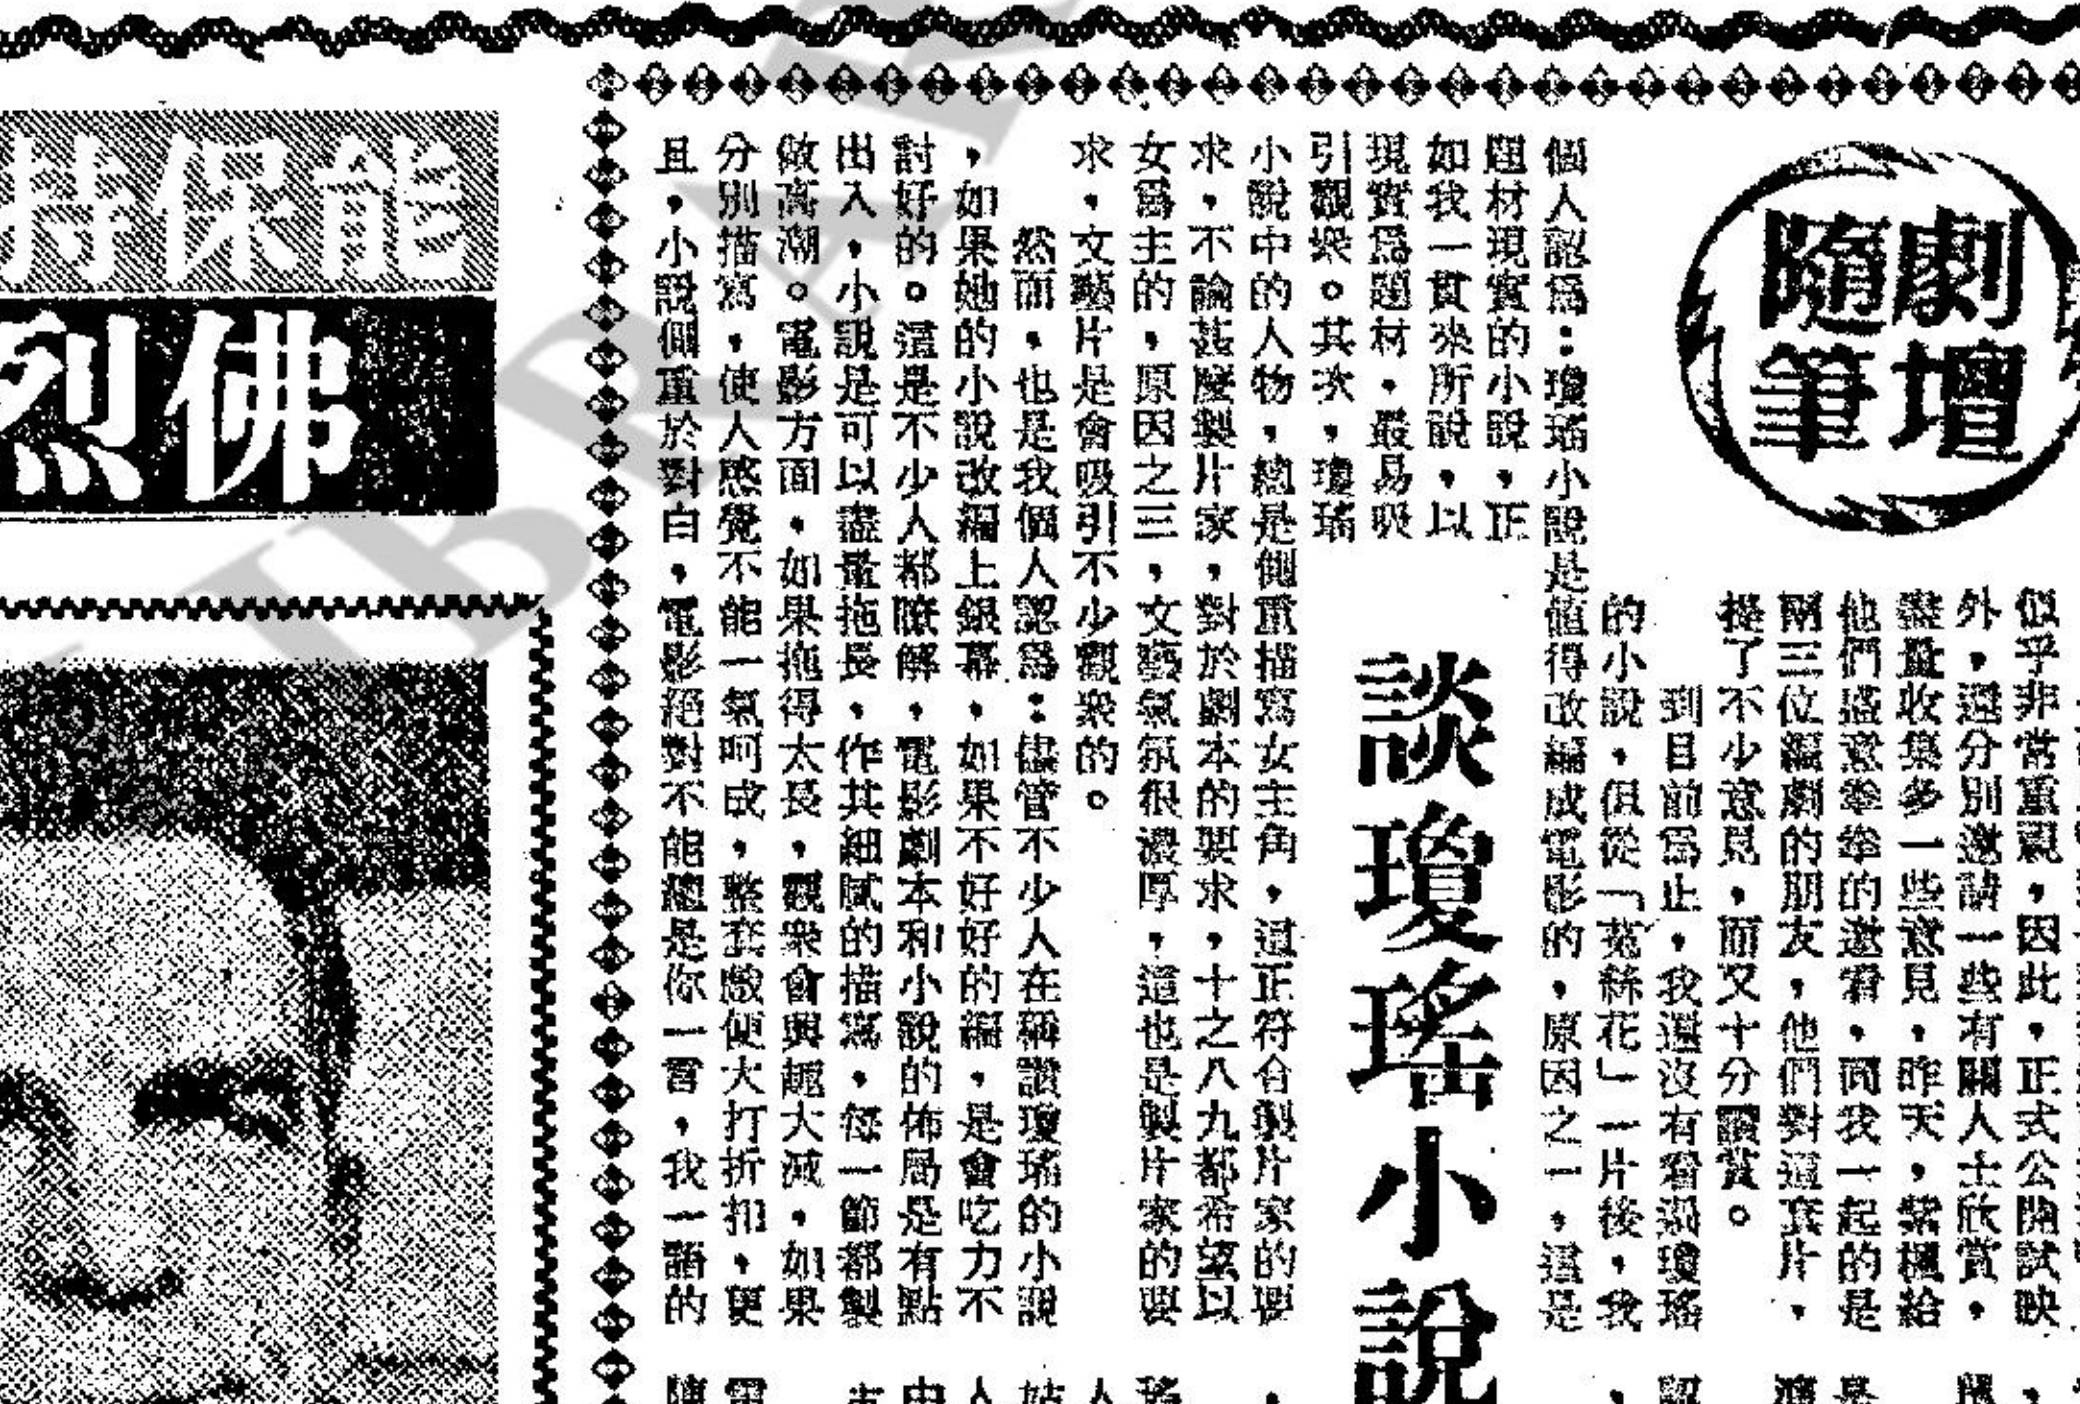 劇壇
隨筆
談瓊瑤小說
似乎非常重視，因此，正式公開試映
外，還分別邀請一些有關人士欣賞，
盡量收集多一些意見，昨天，紫楓給
他們盛意拳拳的邀看，同我一起的是
兩三位編劇的朋友，他們對這套片，
提了不少意見，而又十分讚賞。
到目前為止，我還沒有看過瓊瑤
的小說，但從「菟絲花」一片後，我
個人認爲：瓊瑤小說是值得改編成電影的，原因之一，這是
題材現實的小說，正
如我一貫來所說，以
現實爲題材，最易吸
引觀衆。其次，瓊瑤
小說中的人物，總是側重描寫女主角，這正符合製片家的要
求，不論甚麼製片家，對於劇本的要求，十之八九都希望以
女爲主的，原因之三，文藝氣氛很濃厚，這也是製片家的要
求，文藝片是會吸引不少觀衆的。
然而，也是我個人認爲：儘管不少人在稱讚瓊瑤的小說
，如果她的小說改編上銀幕，如果不好好的編，是會吃力不
討好的。這是不少人都瞭解，電影劇本和小說的佈局是有點
出入，小說是可以盡量拖長，作其細膩的描寫，每一節都製
做高潮。電影方面，如果拖得太長，觀衆會興趣大減，如果
分別描寫，使人感覺不能一氣呵成，整套戲便大打折扣，更
且，小說側重於對白，電影絕對不能總是你一言，我一語的
能保持
佛烈